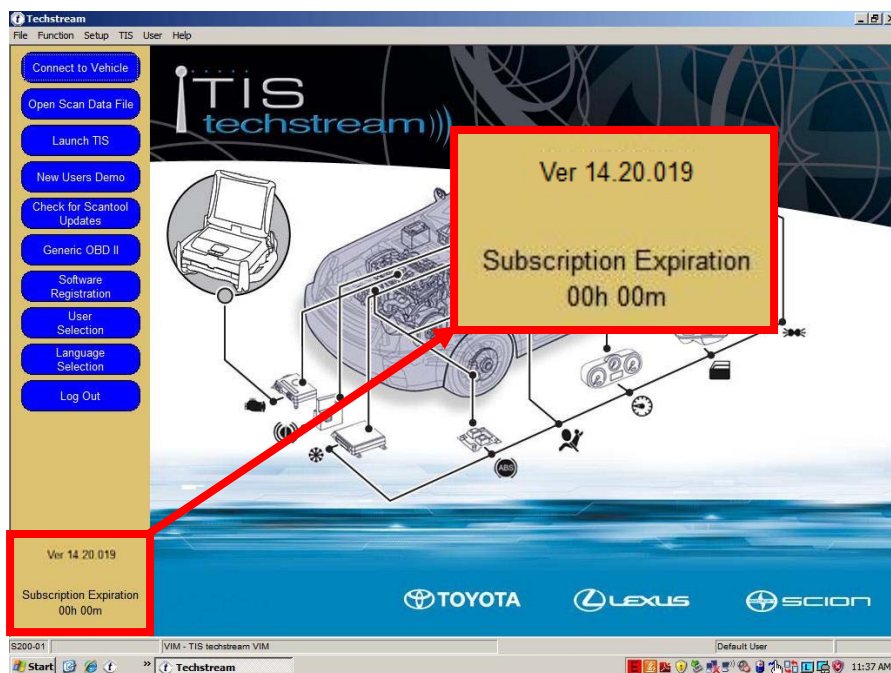 Techstream
File Function Setup TIS User Help
Connect to Vehicle
Open Scan Data File
Launch TIS
New Users Demo
Check for Scantool
Updates
Generic OBD II
Software
Registration
User
Selection
Language
Selection
Log Out
TIS
techstream
Ver 14.20.019
Subscription Expiration
00h 00m
ABS
Ver 14.20.019
Subscription Expiration
00h 00m
TOYOTA
LEXUS
SCION
S200-01
VIM - TIS techstream VIM
Default User
Start
»
Techstream
11:37 AM